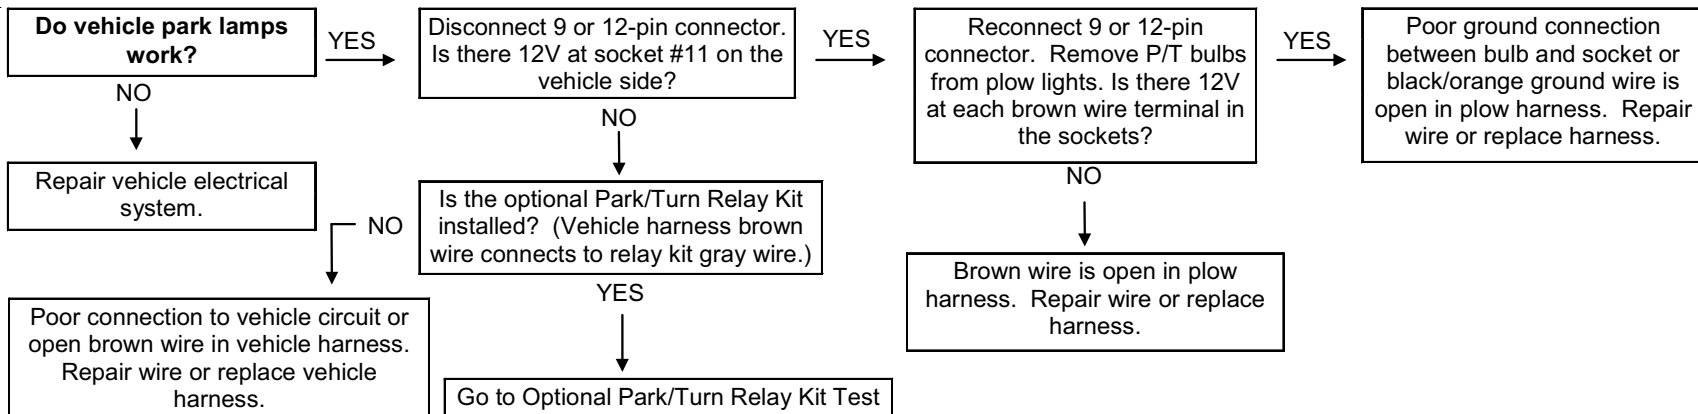 Do vehicle park lamps
work?
YES
Disconnect 9 or 12-pin connector.
Is there 12V at socket #11 on the
vehicle side?
YES
Reconnect 9 or 12-pin
connector. Remove P/T bulbs
from plow lights. Is there 12V
at each brown wire terminal in
the sockets?
YES
Poor ground connection
between bulb and socket or
black/orange ground wire is
open in plow harness. Repair
wire or replace harness.
NO
Repair vehicle electrical
system.
NO
Is the optional Park/Turn Relay Kit
installed? (Vehicle harness brown
wire connects to relay kit gray wire.)
NO
Poor connection to vehicle circuit or
open brown wire in vehicle harness.
Repair wire or replace vehicle
harness.
YES
Go to Optional Park/Turn Relay Kit Test
NO
Brown wire is open in plow
harness. Repair wire or replace
harness.